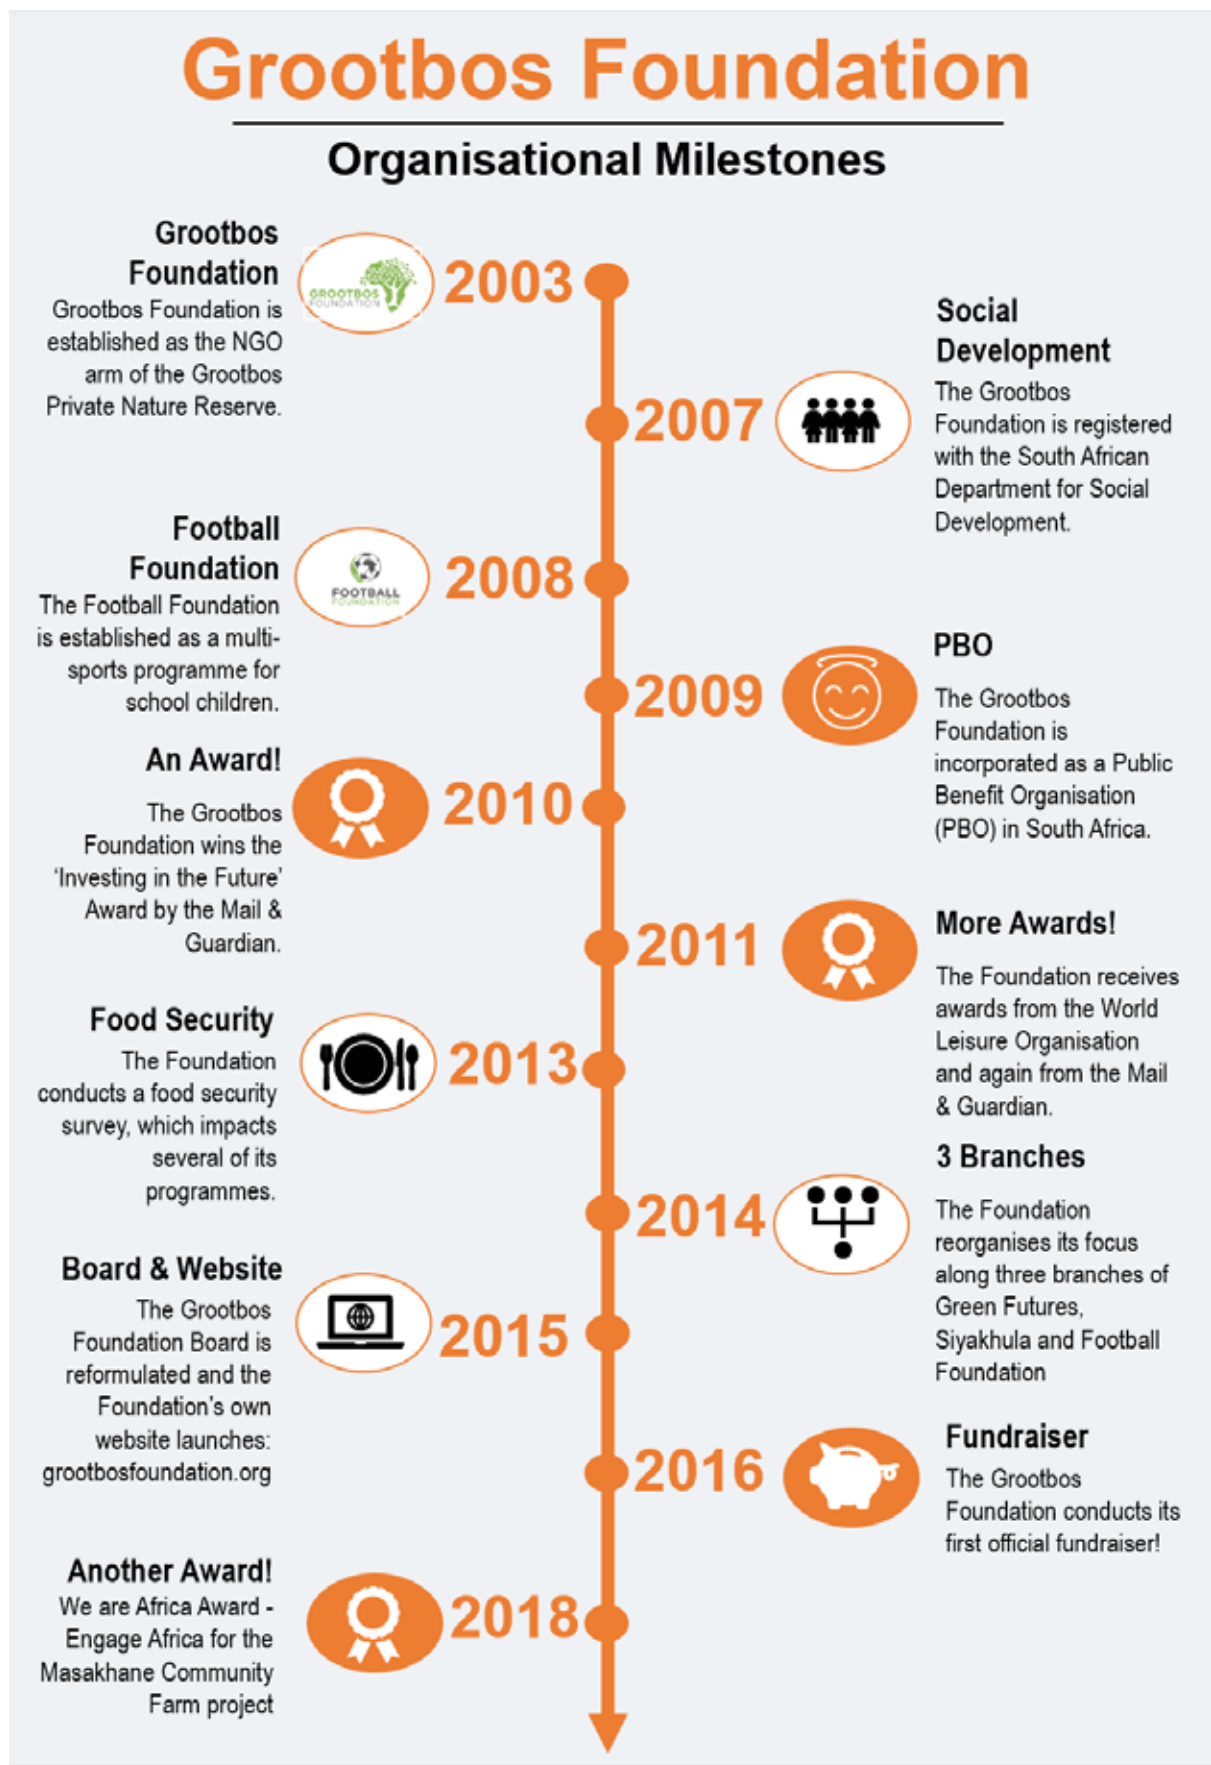 Grootbos Foundation
Organisational Milestones
Grootbos
Foundation
Grootbos Foundation is
established as the NGO
arm of the Grootbos
Private Nature Reserve.
GROOTBOS
FOUNDATION
2003
2007
Social
Development
The Grootbos
Foundation is registered
with the South African
Department for Social
Development.
Football
Foundation
The Football Foundation
is established as a multi-
sports programme for
school children.
FOOTBALL
FOUNDATION
2008
2009
PBO
The Grootbos
Foundation is
incorporated as a Public
Benefit Organisation
(PBO) in South Africa.
An Award!
The Grootbos
Foundation wins the
‘Investing in the Future’
Award by the Mail &
Guardian.
2010
2011
More Awards!
The Foundation receives
awards from the World
Leisure Organisation
and again from the Mail
& Guardian.
Food Security
The Foundation
conducts a food security
survey, which impacts
several of its
programmes.
2013
2014
3 Branches
The Foundation
reorganises its focus
along three branches of
Green Futures,
Siyakhula and Football
Foundation
Board & Website
The Grootbos
Foundation Board is
reformulated and the
Foundation's own
website launches:
grootbosfoundation.org
2015
2016
Fundraiser
The Grootbos
Foundation conducts its
first official fundraiser!
Another Award!
We are Africa Award -
Engage Africa for the
Masakhane Community
Farm project
2018